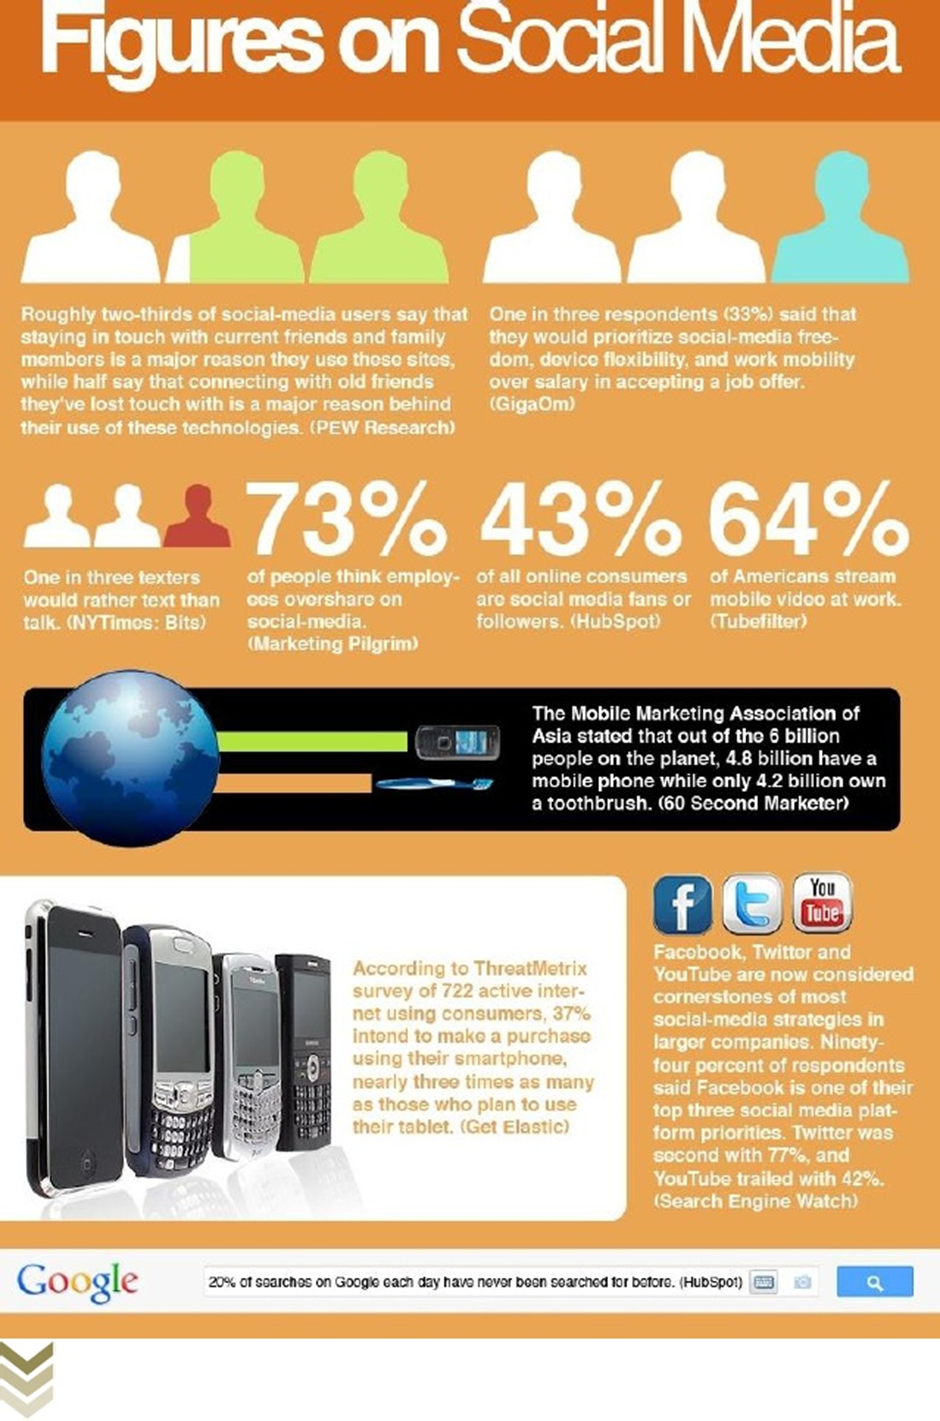 Figures on Social Media
Roughly two-thirds of social-media users say that
staying in touch with current friends and family
members is a major reason they use these sites,
while half say that connecting with old friends
they've lost touch with is a major reason behind
their use of these technologies. (PEW Research)
One in three respondents (33%) said that
they would prioritize social-media free-
dom, device flexibility, and work mobility
over salary in accepting a job offer.
(GigaOm)
One in three texters
would rather text than
talk. (NYTimes: Bits)
73%
of people think employ-
ees overshare on
social-media.
(Marketing Pilgrim)
43%
of all online consumers
are social media fans or
followers. (HubSpot)
64%
of Americans stream
mobile video at work.
(Tubefilter)
The Mobile Marketing Association of
Asia stated that out of the 6 billion
people on the planet, 4.8 billion have a
mobile phone while only 4.2 billion own
a toothbrush. (60 Second Marketer)
According to ThreatMetrix
survey of 722 active inter-
net using consumers, 37%
intend to make a purchase
using their smartphone,
nearly three times as many
as those who plan to use
their tablet. (Get Elastic)
f
t
You
Tube
Facebook, Twitter and
YouTube are now considered
cornerstones of most
social-media strategies in
larger companies. Ninety-
four percent of respondents
said Facebook is one of their
top three social media plat-
form priorities. Twitter was
second with 77%, and
YouTube trailed with 42%.
(Search Engine Watch)
Google
20% of searches on Google each day have never been searched for before. (HubSpot)